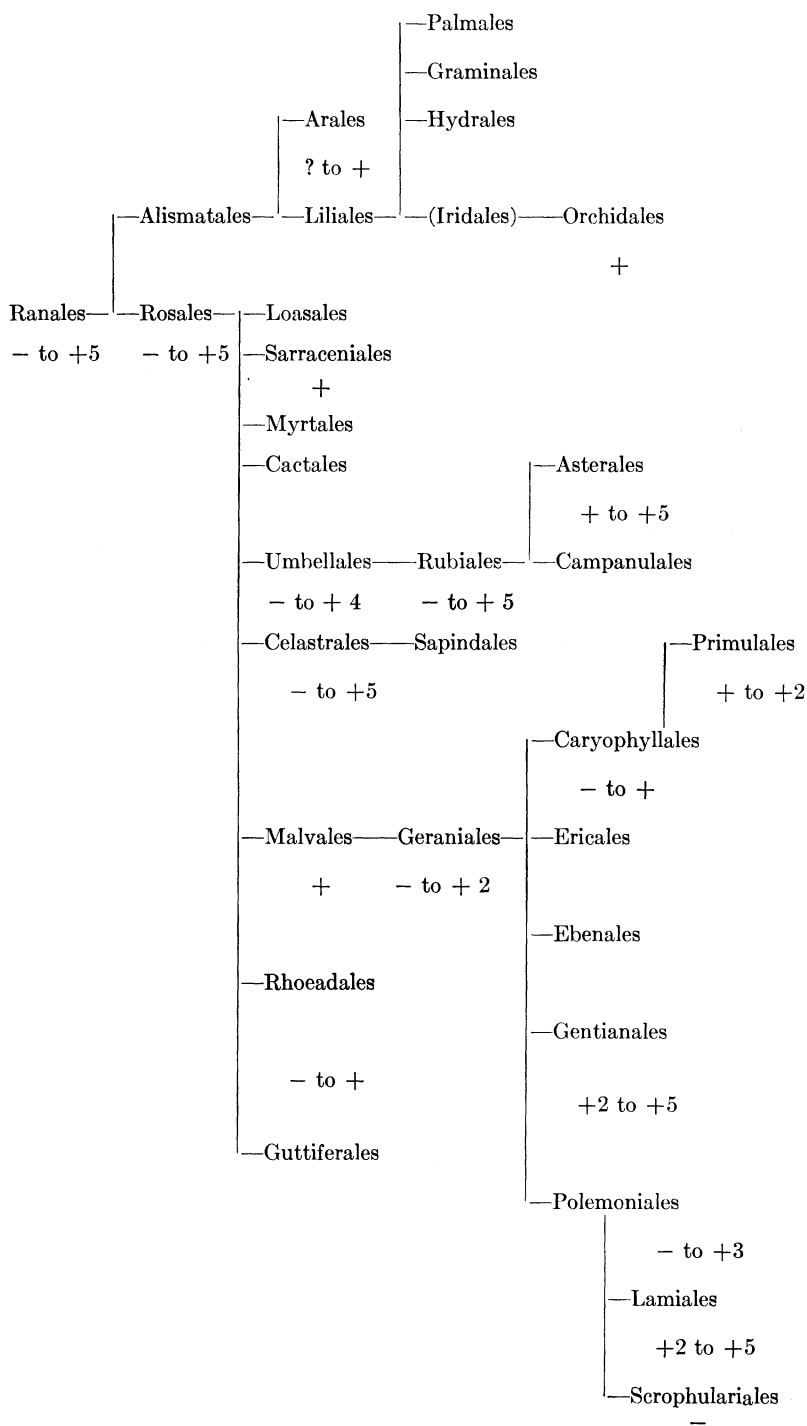 Palmales
Graminales
Arales
Hydrales
? to +
Alismatales
Liliales
(Iridales)
Orchidales
+
Ranales
Rosales
Loasales
− to +5
− to +5
Sarraceniales
+
Myrtales
Cactales
Asterales
+ to +5
Umbellales
Rubiales
Campanulales
− to + 4
− to + 5
Celastrales
Sapindales
Primulales
− to +5
+ to +2
Caryophyllales
− to +
Malvales
Geraniales
Ericales
+
− to + 2
Ebenales
Rhoeadales
Gentianales
− to +
+2 to +5
Guttiferales
Polemoniales
− to +3
Lamiales
+2 to +5
Scrophulariales
−